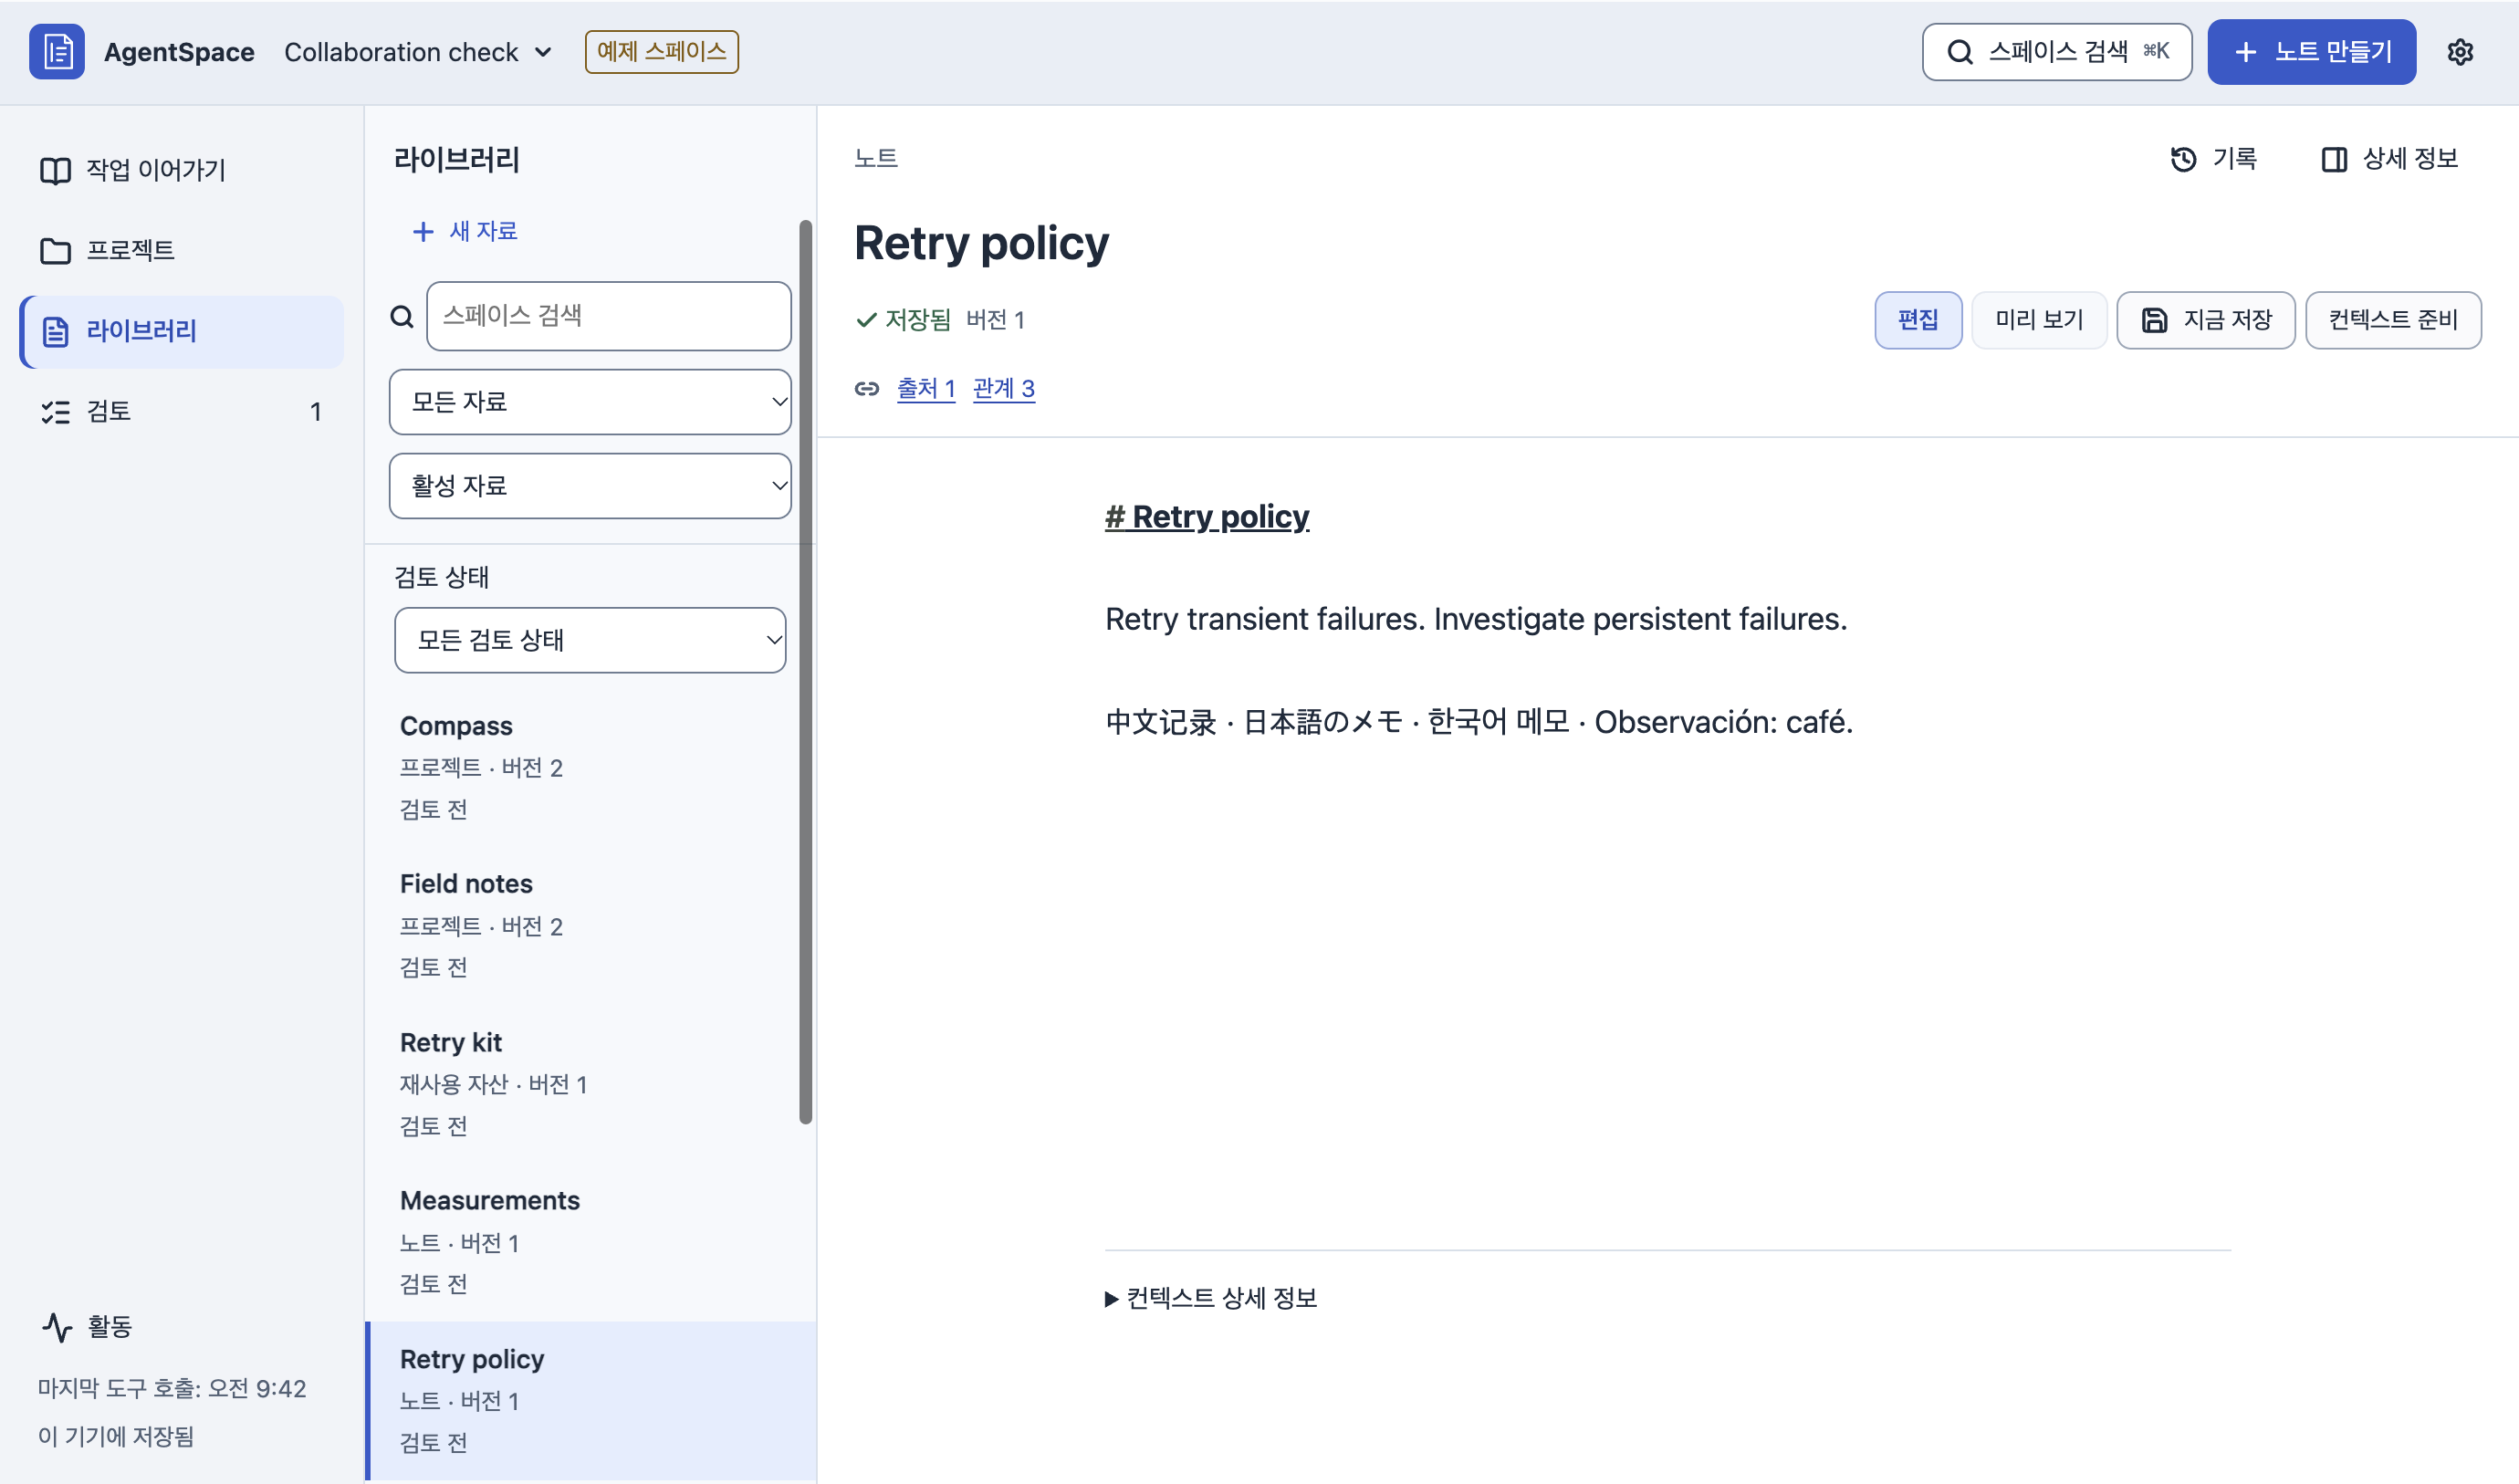 AgentSpace Collaboration check 예제 스페이스 스페이스 검색 ⌘K + 노트 만들기
작업 이어가기
프로젝트
라이브러리
검토 1
활동
마지막 도구 호출: 오전 9:42
이 기기에 저장됨
라이브러리
+ 새 자료
스페이스 검색
모든 자료
활성 자료
검토 상태
모든 검토 상태
Compass
프로젝트 · 버전 2
검토 전
Field notes
프로젝트 · 버전 2
검토 전
Retry kit
재사용 자산 · 버전 1
검토 전
Measurements
노트 · 버전 1
검토 전
Retry policy
노트 · 버전 1
검토 전
노트 기록 상세 정보
Retry policy
저장됨 버전 1 편집 미리 보기 지금 저장 컨텍스트 준비
출처 1 관계 3
# Retry policy
Retry transient failures. Investigate persistent failures.
中文记录 · 日本語のメモ · 한국어 메모 · Observación: café.
컨텍스트 상세 정보